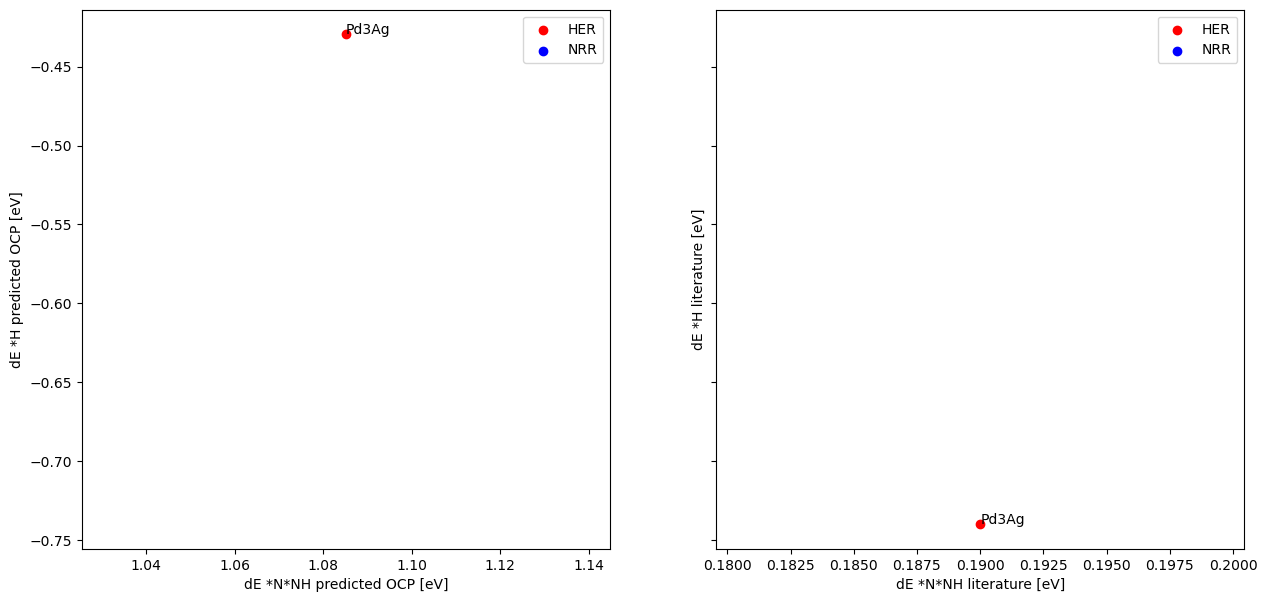 Pd3Ag
HER
NRR
−0.45
−0.50
−0.55
−0.60
−0.65
−0.70
−0.75
dE *H predicted OCP [eV]
1.04
1.06
1.08
1.10
1.12
1.14
dE *N*NH predicted OCP [eV]
HER
NRR
dE *H literature [eV]
Pd3Ag
0.1800
0.1825
0.1850
0.1875
0.1900
0.1925
0.1950
0.1975
0.2000
dE *N*NH literature [eV]